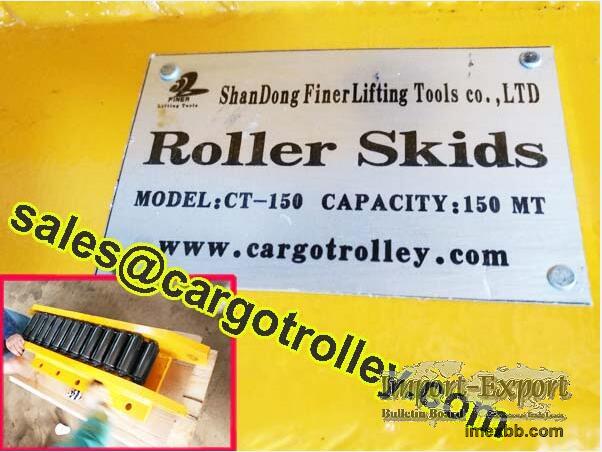 FINER
Lifting Tools
ShanDong FinerLifting Tools co.,LTD
Roller Skids
MODEL:CT-150 CAPACITY:150 MT
www.cargotrolley.com
sales@cargotrolley.com
Import-Export
Bulletin Board
imexbb.com